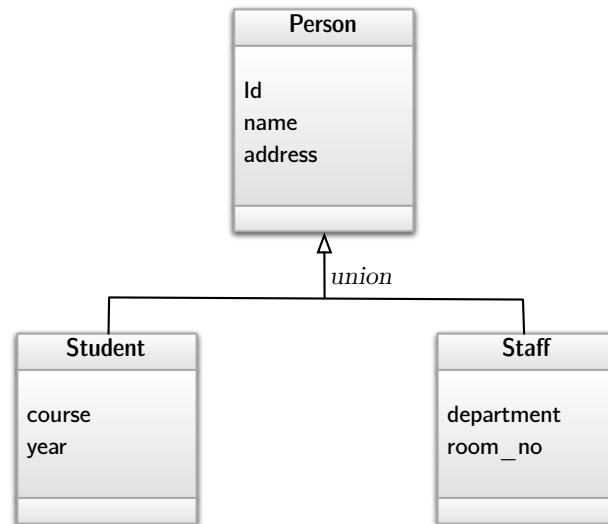 Person
Id
name
address
union
Student
course
year
Staff
department
room_no